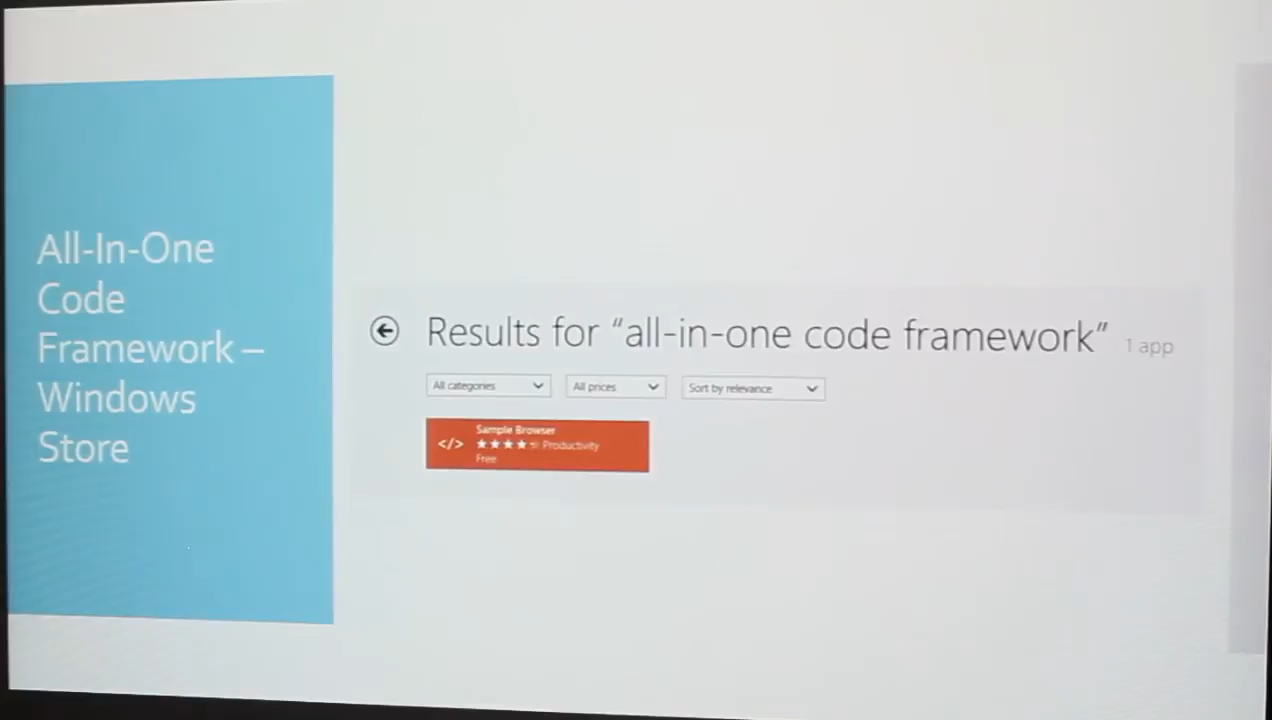 All-In-One
Code
Framework –
Windows
Store
Results for “all-in-one code framework” 1 app
All categories All prices Sort by relevance
</> Sample Browser
Productivity
Free